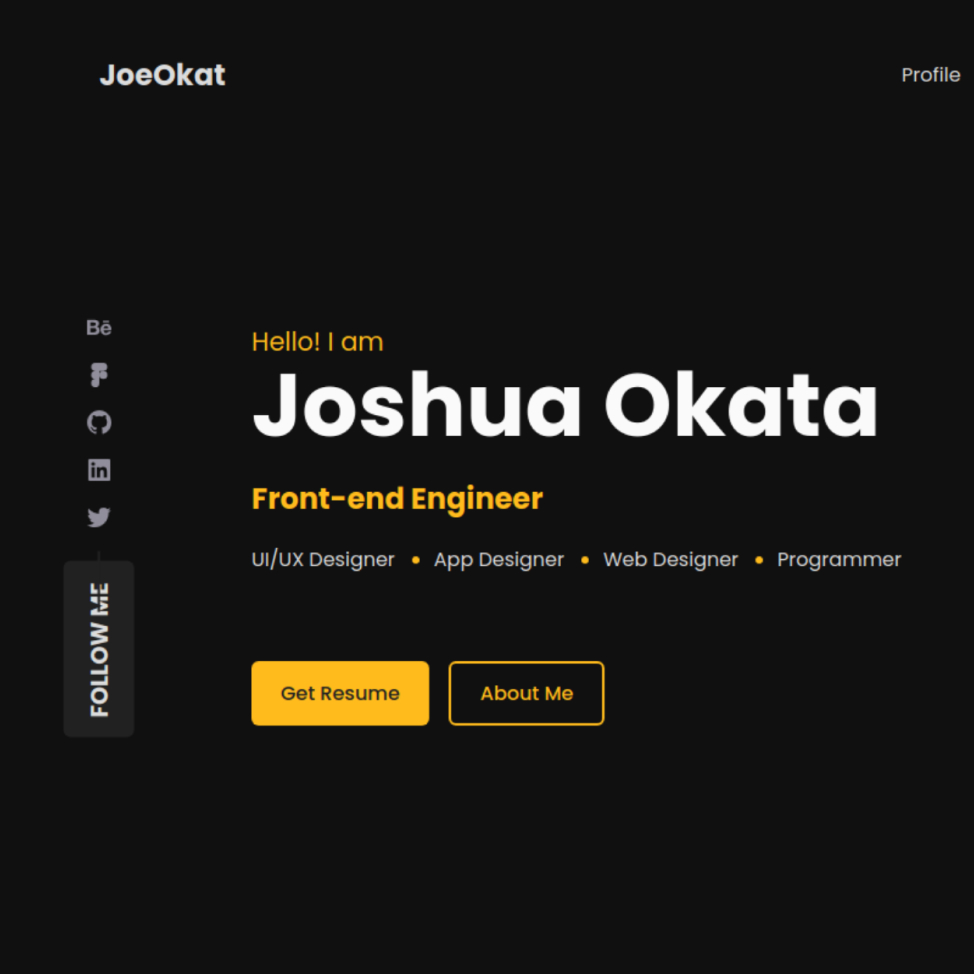 JoeOkat
Profile
Bē
Hello! I am
Joshua Okata
Front-end Engineer
UI/UX Designer • App Designer • Web Designer • Programmer
FOLLOW ME
Get Resume
About Me